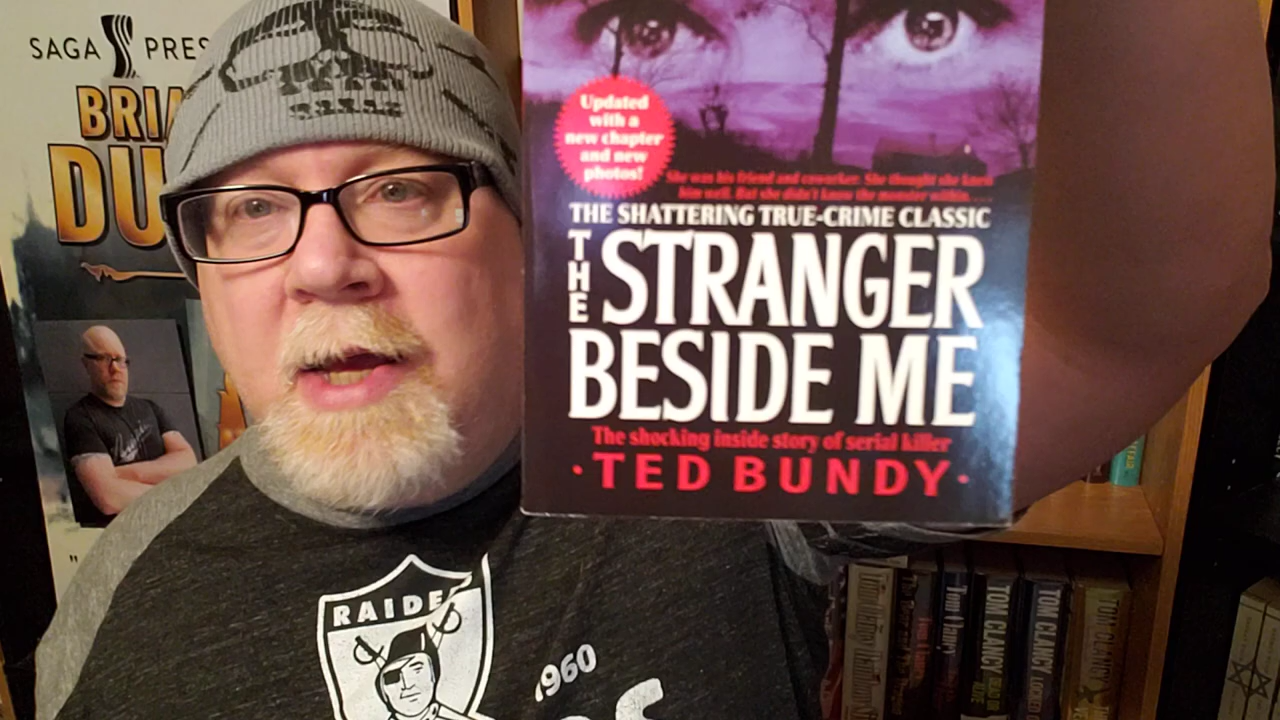 SAGA PRES
BRIA
DU
Updated
with a
new chapter
and new
photos!
She was his friend and coworker. She thought she knew
him well. But she didn't know the monster within....
THE SHATTERING TRUE-CRIME CLASSIC
THE STRANGER
BESIDE ME
The shocking inside story of serial killer
· TED BUNDY ·
RAIDE
1960
TOM CLANCY
TOM CLANCY
TOM CLANCY